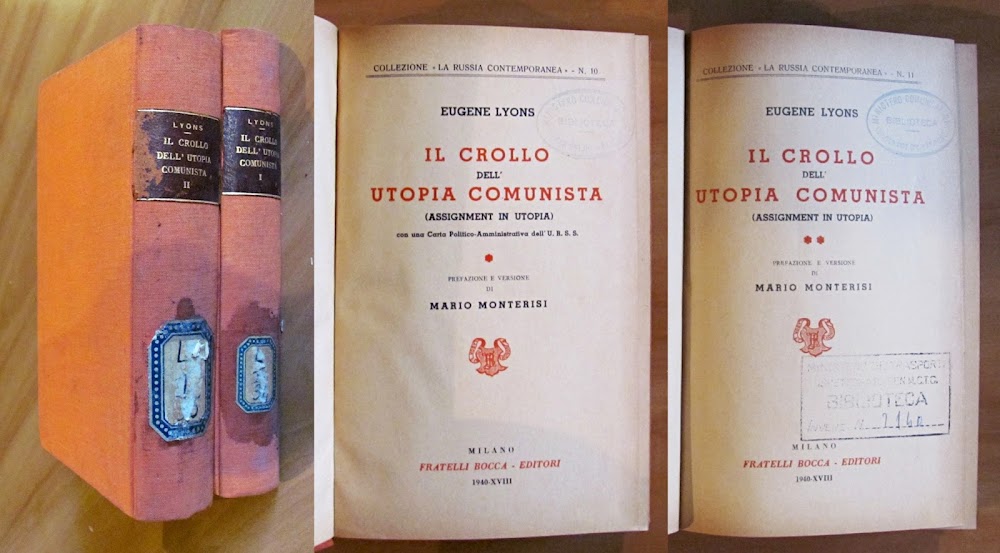 LYONS
IL CROLLO
DELL'UTOPIA
COMUNISTA
II
LYONS
IL CROLLO
DELL'UTOPIA
COMUNISTA
I
COLLEZIONE «LA RUSSIA CONTEMPORANEA» - N. 10
EUGENE LYONS
BIBLIOTECA
IL CROLLO
DELL'
UTOPIA COMUNISTA
(ASSIGNMENT IN UTOPIA)
con una Carta Politico-Amministrativa dell'U. R. S. S.
*
PREFAZIONE E VERSIONE
DI
MARIO MONTERISI
MILANO
FRATELLI BOCCA - EDITORI
1940-XVIII
COLLEZIONE «LA RUSSIA CONTEMPORANEA» - N. 11
EUGENE LYONS
MINISTERO
BIBLIOTECA
IL CROLLO
DELL'
UTOPIA COMUNISTA
(ASSIGNMENT IN UTOPIA)
* *
PREFAZIONE E VERSIONE
DI
MARIO MONTERISI
BIBLIOTECA
MILANO
FRATELLI BOCCA - EDITORI
1940-XVIII